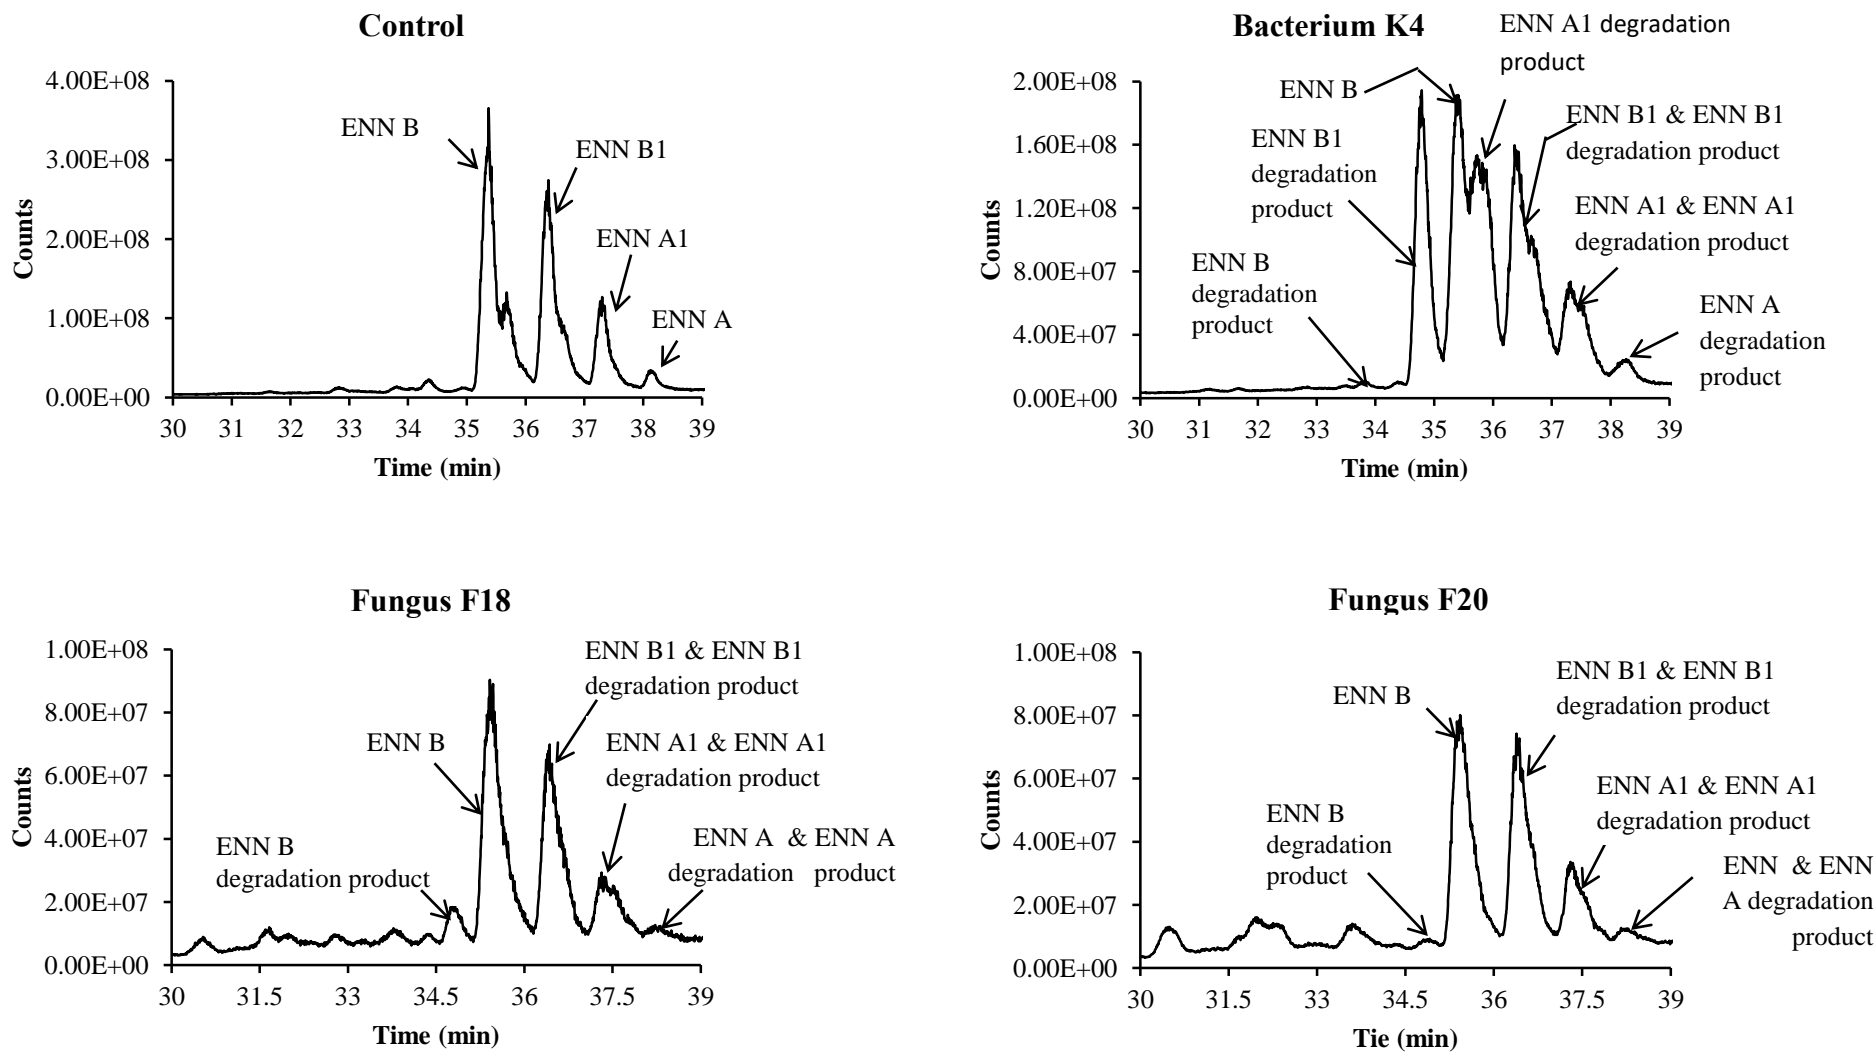 Control
4.00E+08
3.00E+08
2.00E+08
1.00E+08
0.00E+00
Counts
ENN B
ENN B1
ENN A1
ENN A
30 31 32 33 34 35 36 37 38 39
Time (min)
Bacterium K4
2.00E+08
1.60E+08
1.20E+08
8.00E+07
4.00E+07
0.00E+00
Counts
ENN A1 degradation
product
ENN B
ENN B1
degradation
product
ENN B1 & ENN B1
degradation product
ENN A1 & ENN A1
degradation product
ENN B
degradation
product
ENN A
degradation
product
30 31 32 33 34 35 36 37 38 39
Time (min)
Fungus F18
1.00E+08
8.00E+07
6.00E+07
4.00E+07
2.00E+07
0.00E+00
Counts
ENN B1 & ENN B1
degradation product
ENN B
ENN A1 & ENN A1
degradation product
ENN B
degradation product
ENN A & ENN A
degradation product
30 31.5 33 34.5 36 37.5 39
Time (min)
Fungus F20
1.00E+08
8.00E+07
6.00E+07
4.00E+07
2.00E+07
0.00E+00
Counts
ENN B
ENN B1 & ENN B1
degradation product
ENN A1 & ENN A1
degradation product
ENN B
degradation
product
ENN & ENN
A degradation
product
30 31.5 33 34.5 36 37.5 39
Tie (min)